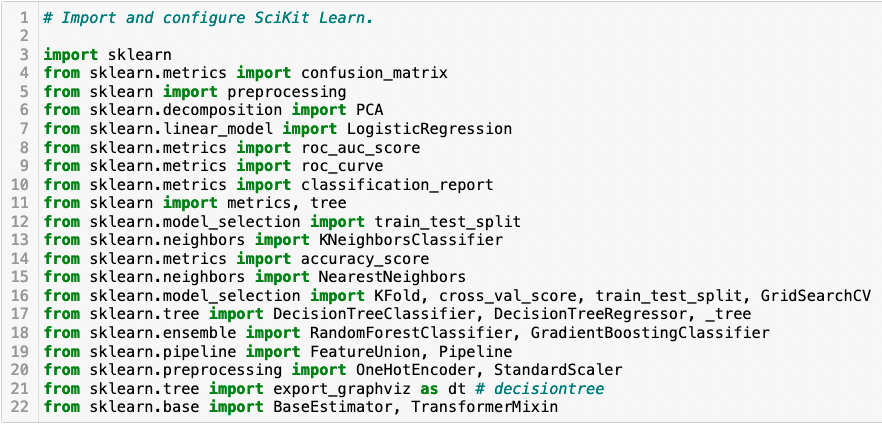 1 # Import and configure SciKit Learn.
2
3 import sklearn
4 from sklearn.metrics import confusion_matrix
5 from sklearn import preprocessing
6 from sklearn.decomposition import PCA
7 from sklearn.linear_model import LogisticRegression
8 from sklearn.metrics import roc_auc_score
9 from sklearn.metrics import roc_curve
10 from sklearn.metrics import classification_report
11 from sklearn import metrics, tree
12 from sklearn.model_selection import train_test_split
13 from sklearn.neighbors import KNeighborsClassifier
14 from sklearn.metrics import accuracy_score
15 from sklearn.neighbors import NearestNeighbors
16 from sklearn.model_selection import KFold, cross_val_score, train_test_split, GridSearchCV
17 from sklearn.tree import DecisionTreeClassifier, DecisionTreeRegressor, _tree
18 from sklearn.ensemble import RandomForestClassifier, GradientBoostingClassifier
19 from sklearn.pipeline import FeatureUnion, Pipeline
20 from sklearn.preprocessing import OneHotEncoder, StandardScaler
21 from sklearn.tree import export_graphviz as dt # decisiontree
22 from sklearn.base import BaseEstimator, TransformerMixin